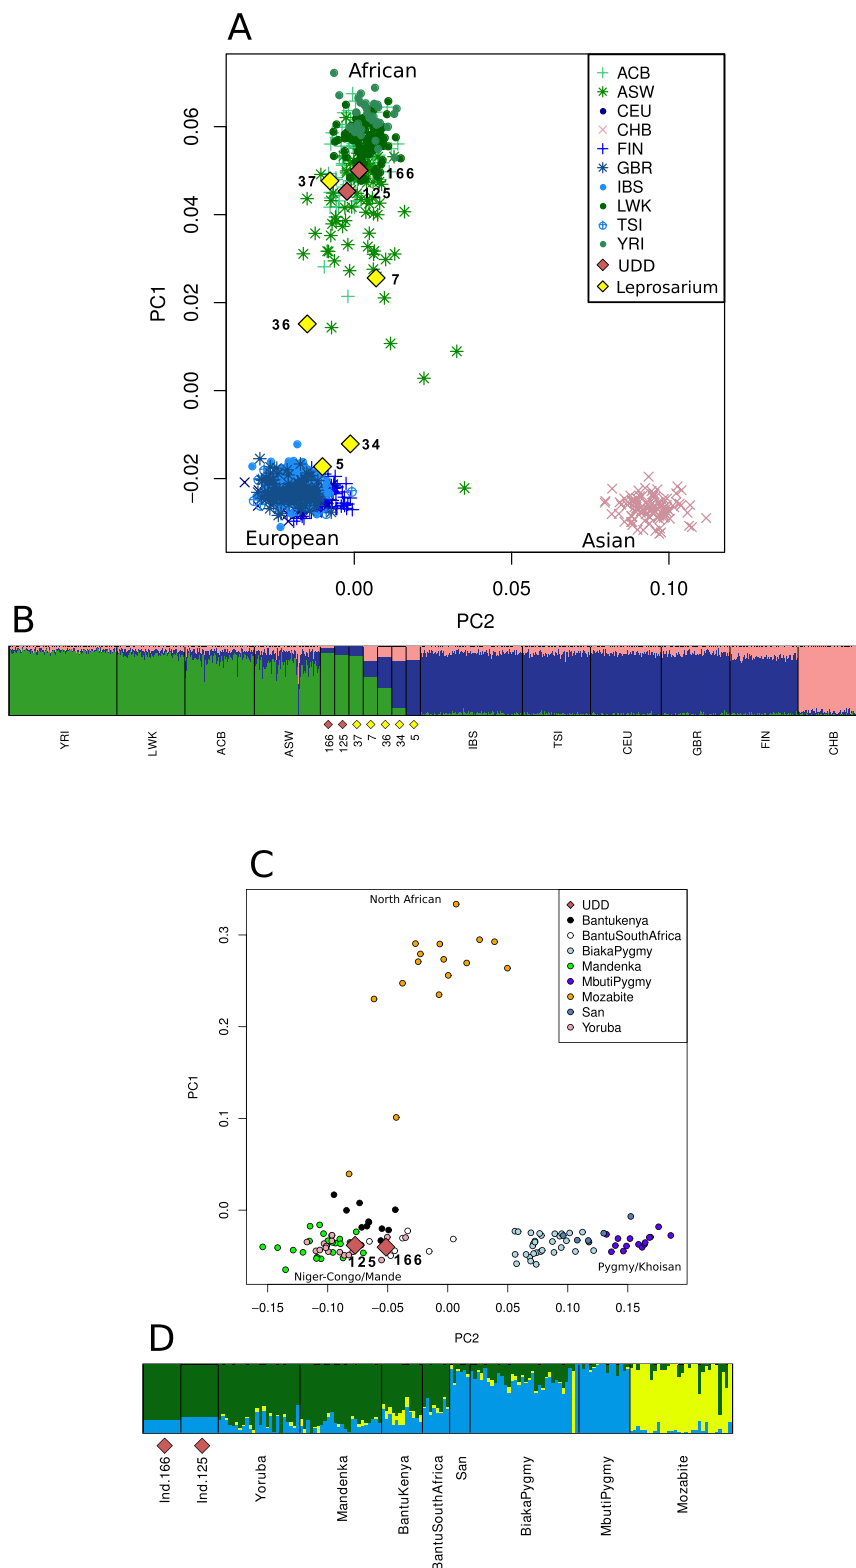 A
African
ACB
ASW
CEU
CHB
FIN
GBR
IBS
LWK
TSI
YRI
UDD
Leprosarium
37
166
125
7
36
34
5
European
Asian
PC1
0.06
0.04
0.02
0.00
−0.02
0.00
0.05
0.10
PC2
B
YRI
LWK
ACB
ASW
166
125
37
7
36
34
5
IBS
TSI
CEU
GBR
FIN
CHB
C
North African
UDD
Bantukenya
BantuSouthAfrica
BiakaPygmy
Mandenka
MbutiPygmy
Mozabite
San
Yoruba
PC1
0.3
0.2
0.1
0.0
125
166
Niger-Congo/Mande
Pygmy/Khoisan
−0.15
−0.10
−0.05
0.00
0.05
0.10
0.15
PC2
D
Ind.166
Ind.125
Yoruba
Mandenka
BantuKenya
BantuSouthAfrica
San
BiakaPygmy
MbutiPygmy
Mozabite